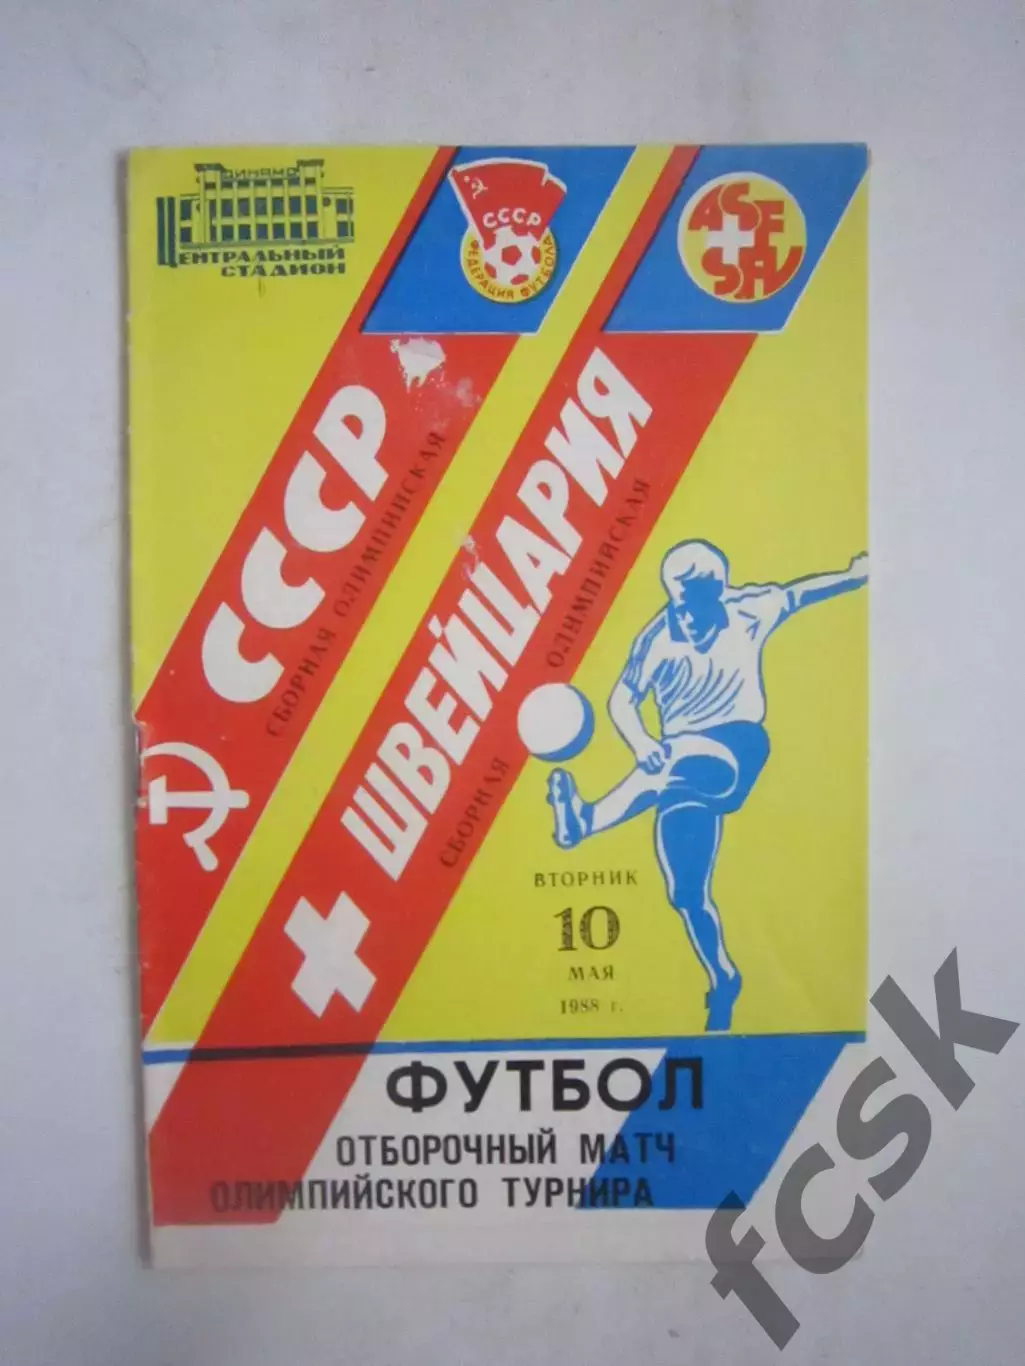 ДИНАМО
ЦЕНТРАЛЬНЫЙ
СТАДИОН
СССР
ФЕДЕРАЦИЯ ФУТБОЛА
ASF
SFV
СССР
СБОРНАЯ ОЛИМПИЙСКАЯ
ШВЕЙЦАРИЯ
СБОРНАЯ ОЛИМПИЙСКАЯ
ВТОРНИК
10
МАЯ
1988 г.
ФУТБОЛ
ОТБОРОЧНЫЙ МАТЧ
ОЛИМПИЙСКОГО ТУРНИРА
fcsk